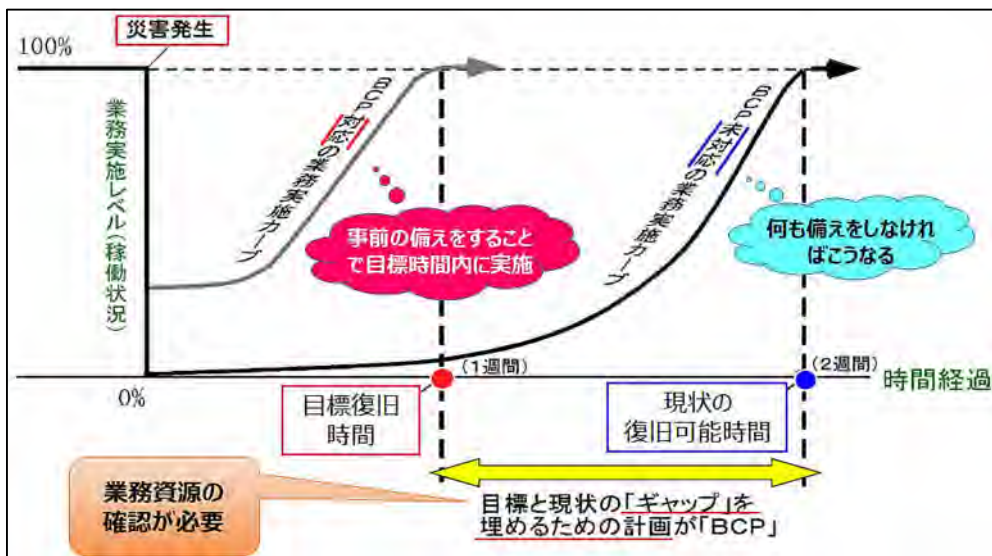 災害発生
100%
業務実施レベル(稼働状況)
BCP対応の業務実施カーブ
BCP未対応の業務実施カーブ
事前の備えをすること
で目標時間内に実施
何も備えをしなけれ
ばこうなる
(1週間)
(2週間)
0%
時間経過
目標復旧
時間
現状の
復旧可能時間
業務資源の
確認が必要
目標と現状の「ギャップ」を
埋めるための計画が「BCP」